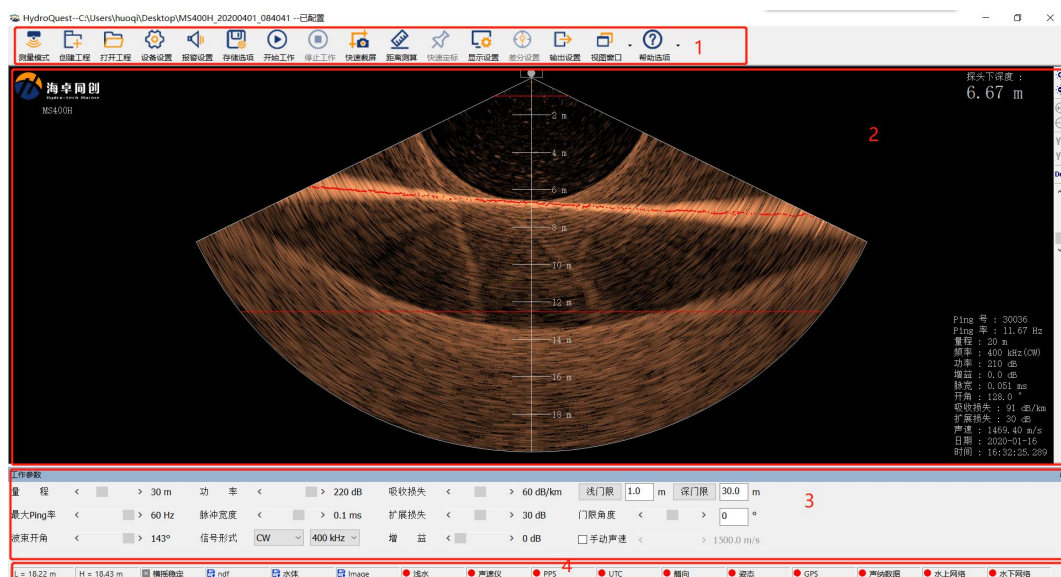 HydroQuest--C:\Users\huoqi\Desktop\MS400H_20200401_084041 --已配置
测量模式 创建工程 打开工程 设备设置 报警设置 存储选项 开始工作 停止工作 快速截屏 距离测算 快速定标 显示设置 差分设置 输出设置 视图窗口 帮助选项 1
海卓同创
Hydro-tech Marine
MS400H
探头下深度 :
6.67 m
2
2 m
4 m
6 m
8 m
10 m
12 m
14 m
16 m
18 m
Ping 号 : 30036
Ping 率 : 11.67 Hz
量程 : 20 m
频率 : 400 kHz(CW)
功率 : 210 dB
增益 : 0.0 dB
脉宽 : 0.051 ms
开角 : 128.0 °
吸收损失 : 91 dB/km
扩展损失 : 30 dB
声速 : 1469.40 m/s
日期 : 2020-01-16
时间 : 16:32:25.289
工作参数
量 程 < > 30 m 功 率 < > 220 dB 吸收损失 < > 60 dB/km 浅门限 1.0 m 深门限 30.0 m 3
最大Ping率 < > 60 Hz 脉冲宽度 < > 0.1 ms 扩展损失 < > 30 dB 门限角度 < > 0 °
波束开角 < > 143° 信号形式 CW 400 kHz 增 益 < > 0 dB 手动声速 < > 1500.0 m/s
L = 18.22 m H = 18.43 m 横摇稳定 ndf 水体 Image 浅水 声速仪 PPS 4 UTC 艏向 姿态 GPS 声纳数据 水上网络 水下网络